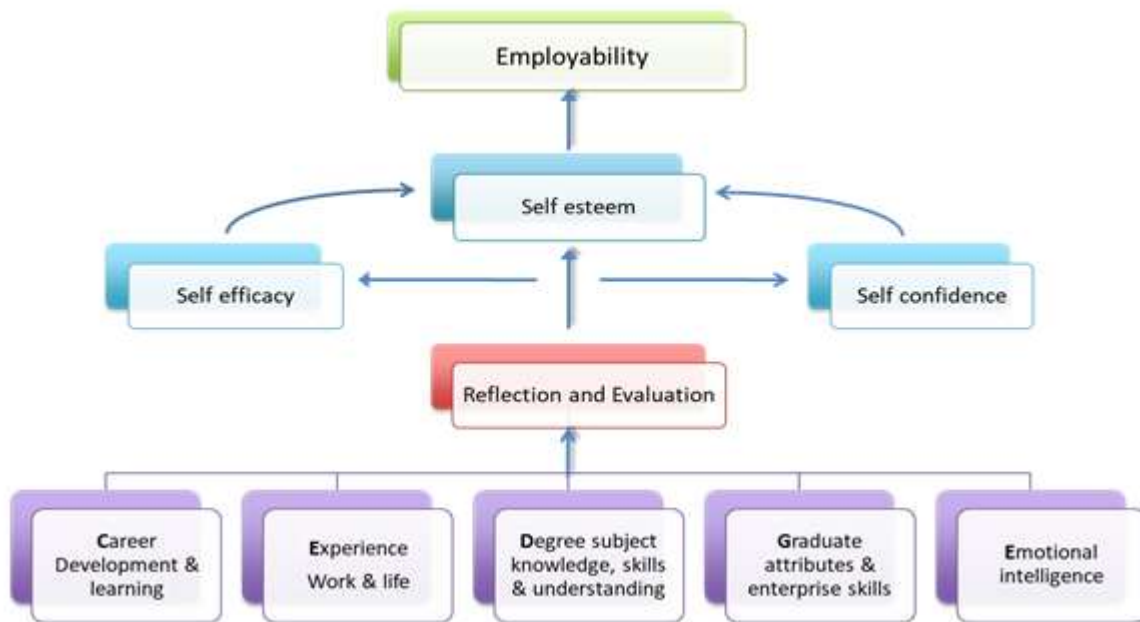 Employability
Self esteem
Self efficacy
Self confidence
Reflection and Evaluation
Career
Development &
learning
Experience
Work & life
Degree subject
knowledge, skills
& understanding
Graduate
attributes &
enterprise skills
Emotional
intelligence